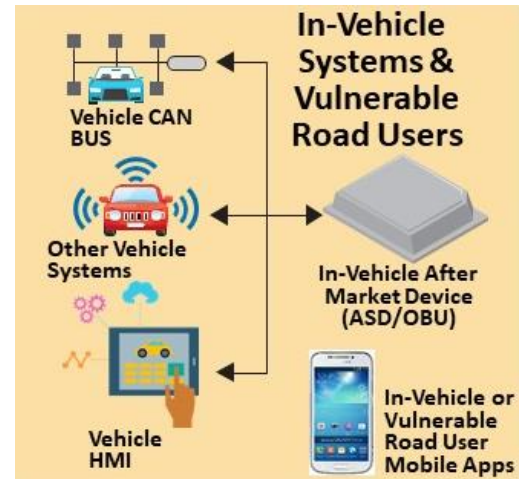 In-Vehicle
Systems &
Vulnerable
Road Users
Vehicle CAN
BUS
Other Vehicle
Systems
In-Vehicle After
Market Device
(ASD/OBU)
Vehicle
HMI
In-Vehicle or
Vulnerable
Road User
Mobile Apps